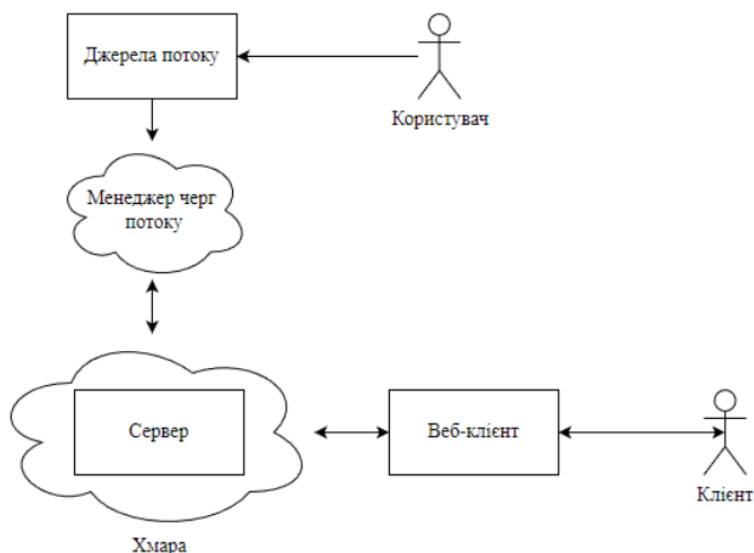 Джерела потоку
Користувач
Менеджер черг
потоку
Сервер
Веб-клієнт
Клієнт
Хмара